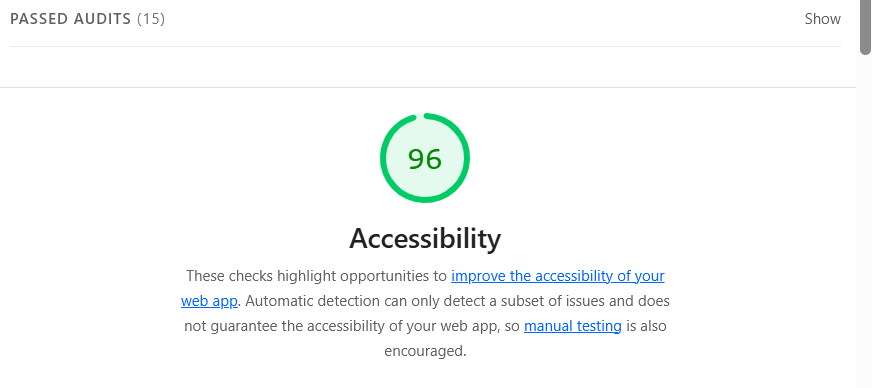 PASSED AUDITS (15)
Show
96
Accessibility
These checks highlight opportunities to improve the accessibility of your
web app. Automatic detection can only detect a subset of issues and does
not guarantee the accessibility of your web app, so manual testing is also
encouraged.